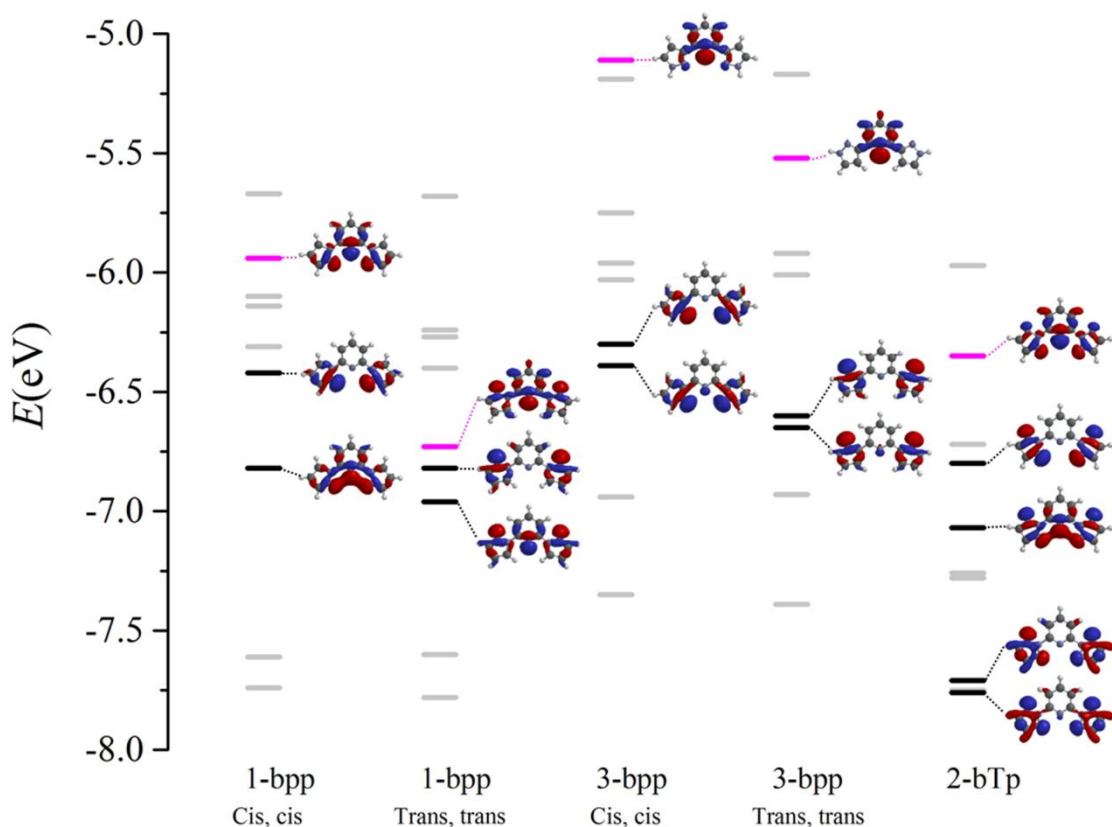 -5.0
-5.5
-6.0
-6.5
-7.0
-7.5
-8.0
E(eV)
1-bpp 1-bpp 3-bpp 3-bpp 2-bTp
Cis, cis Trans, trans Cis, cis Trans, trans